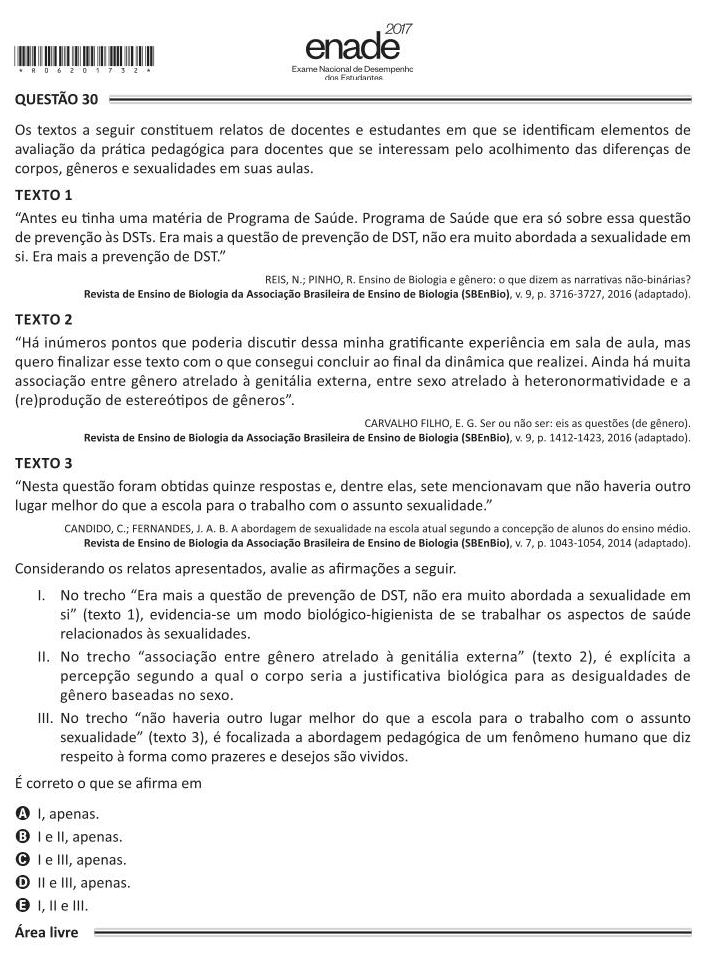 2017
enade
Exame Nacional de Desempenho
dos Estudantes
*R0620173 2*
QUESTÃO 30
Os textos a seguir constituem relatos de docentes e estudantes em que se identificam elementos de
avaliação da prática pedagógica para docentes que se interessam pelo acolhimento das diferenças de
corpos, gêneros e sexualidades em suas aulas.
TEXTO 1
“Antes eu tinha uma matéria de Programa de Saúde. Programa de Saúde que era só sobre essa questão
de prevenção às DSTs. Era mais a questão de prevenção de DST, não era muito abordada a sexualidade em
si. Era mais a prevenção de DST.”
REIS, N.; PINHO, R. Ensino de Biologia e gênero: o que dizem as narrativas não-binárias?
Revista de Ensino de Biologia da Associação Brasileira de Ensino de Biologia (SBEnBio), v. 9, p. 3716-3727, 2016 (adaptado).
TEXTO 2
“Há inúmeros pontos que poderia discutir dessa minha gratificante experiência em sala de aula, mas
quero finalizar esse texto com o que consegui concluir ao final da dinâmica que realizei. Ainda há muita
associação entre gênero atrelado à genitália externa, entre sexo atrelado à heteronormatividade e a
(re)produção de estereótipos de gêneros”.
CARVALHO FILHO, E. G. Ser ou não ser: eis as questões (de gênero).
Revista de Ensino de Biologia da Associação Brasileira de Ensino de Biologia (SBEnBio), v. 9, p. 1412-1423, 2016 (adaptado).
TEXTO 3
“Nesta questão foram obtidas quinze respostas e, dentre elas, sete mencionavam que não haveria outro
lugar melhor do que a escola para o trabalho com o assunto sexualidade.”
CANDIDO, C.; FERNANDES, J. A. B. A abordagem de sexualidade na escola atual segundo a concepção de alunos do ensino médio.
Revista de Ensino de Biologia da Associação Brasileira de Ensino de Biologia (SBEnBio), v. 7, p. 1043-1054, 2014 (adaptado).
Considerando os relatos apresentados, avalie as afirmações a seguir.
I. No trecho “Era mais a questão de prevenção de DST, não era muito abordada a sexualidade em
si” (texto 1), evidencia-se um modo biológico-higienista de se trabalhar os aspectos de saúde
relacionados às sexualidades.
II. No trecho “associação entre gênero atrelado à genitália externa” (texto 2), é explícita a
percepção segundo a qual o corpo seria a justificativa biológica para as desigualdades de
gênero baseadas no sexo.
III. No trecho “não haveria outro lugar melhor do que a escola para o trabalho com o assunto
sexualidade” (texto 3), é focalizada a abordagem pedagógica de um fenômeno humano que diz
respeito à forma como prazeres e desejos são vividos.
É correto o que se afirma em
A I, apenas.
B I e II, apenas.
C I e III, apenas.
D II e III, apenas.
E I, II e III.
Área livre